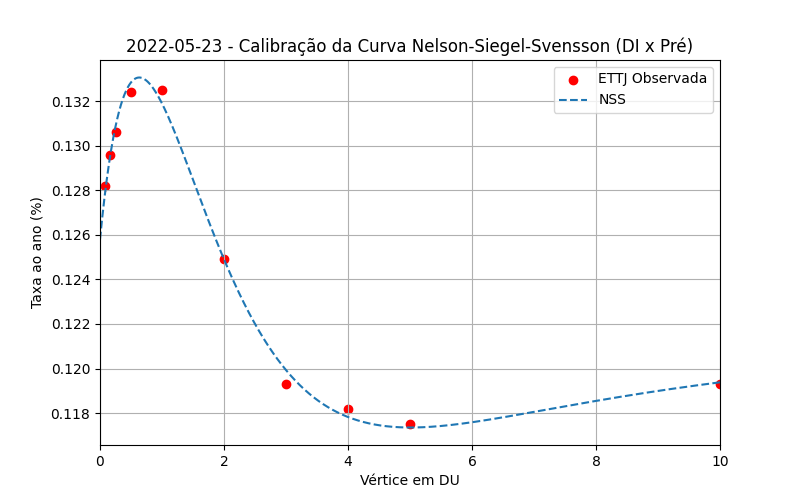 2022-05-23 - Calibração da Curva Nelson-Siegel-Svensson (DI x Pré)
ETTJ Observada
NSS
Taxa ao ano (%)
0.132
0.130
0.128
0.126
0.124
0.122
0.120
0.118
0 2 4 6 8 10
Vértice em DU